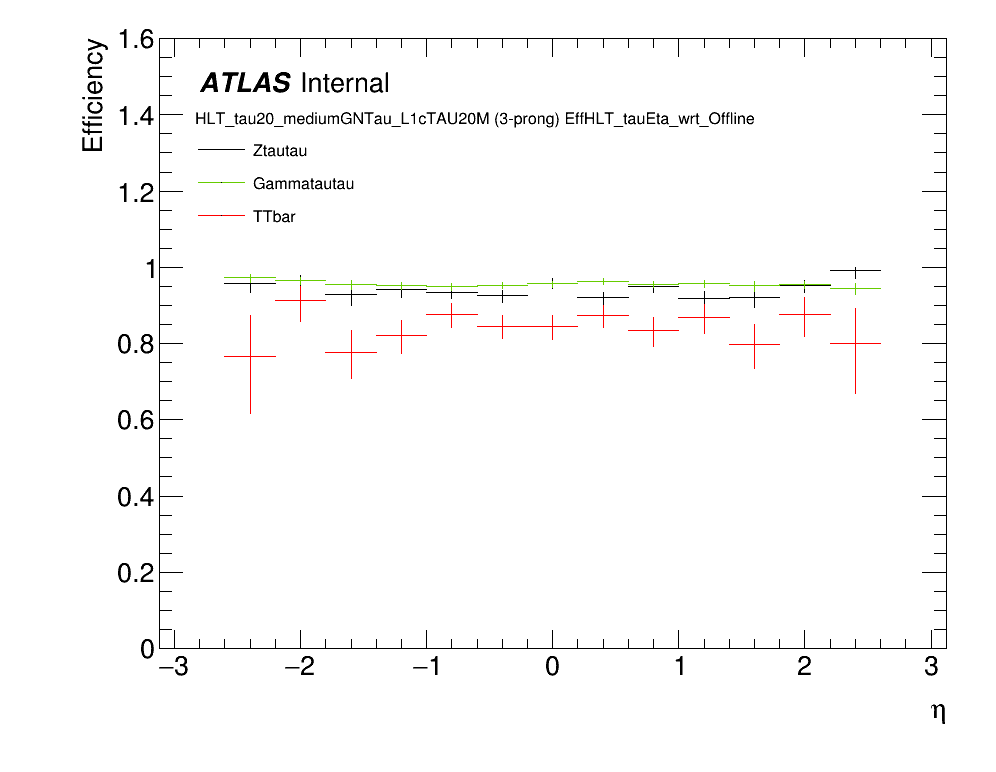 Efficiency
1.6
1.4
1.2
1
0.8
0.6
0.4
0.2
0
ATLAS Internal
HLT_tau20_mediumGNTau_L1cTAU20M (3-prong) EffHLT_tauEta_wrt_Offline
Ztautau
Gammatautau
TTbar
−3 −2 −1 0 1 2 3
η